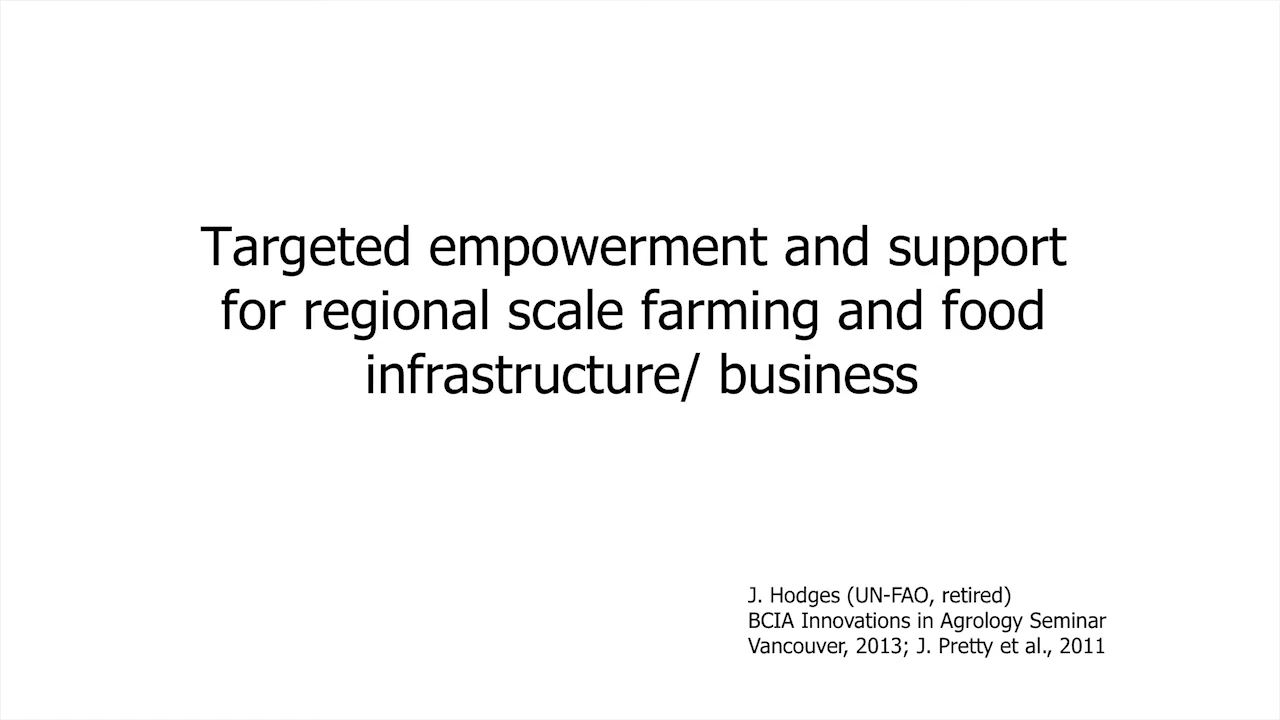 Targeted empowerment and support
for regional scale farming and food
infrastructure/ business
J. Hodges (UN-FAO, retired)
BCIA Innovations in Agrology Seminar
Vancouver, 2013; J. Pretty et al., 2011